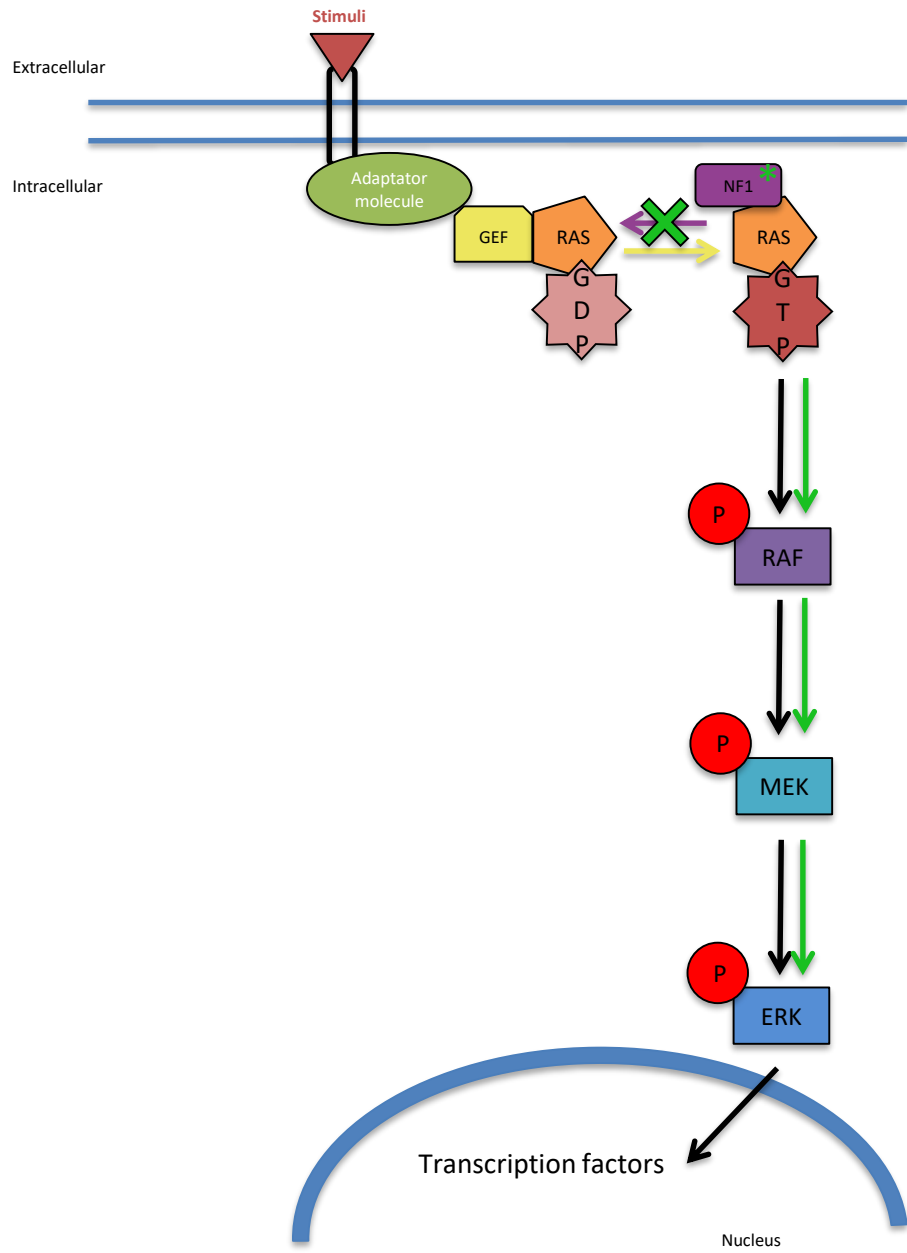 Stimuli
Extracellular
Intracellular
Adaptator
molecule
NF1 *
GEF
RAS
RAS
G
D
P
G
T
P
P
RAF
P
MEK
P
ERK
Transcription factors
Nucleus